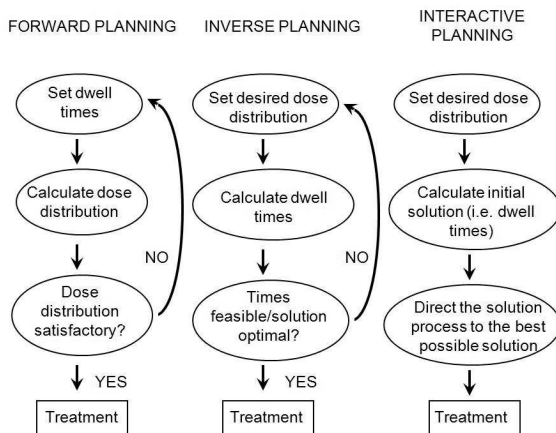 FORWARD PLANNING
Set dwell
times
Calculate dose
distribution
NO
Dose
distribution
satisfactory?
YES
Treatment
INVERSE PLANNING
Set desired dose
distribution
Calculate dwell
times
NO
Times
feasible/solution
optimal?
YES
Treatment
INTERACTIVE
PLANNING
Set desired dose
distribution
Calculate initial
solution (i.e. dwell
times)
Direct the solution
process to the best
possible solution
Treatment